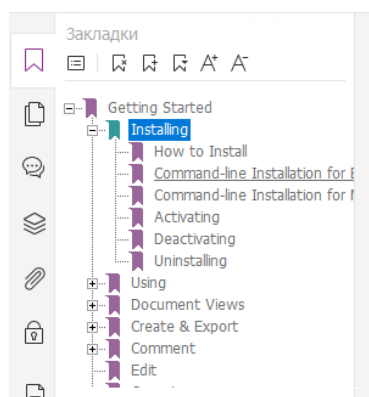 Закладки
A+ A-
Getting Started
Installing
How to Install
Command-line Installation for
Command-line Installation for
Activating
Deactivating
Uninstalling
Using
Document Views
Create & Export
Comment
Edit